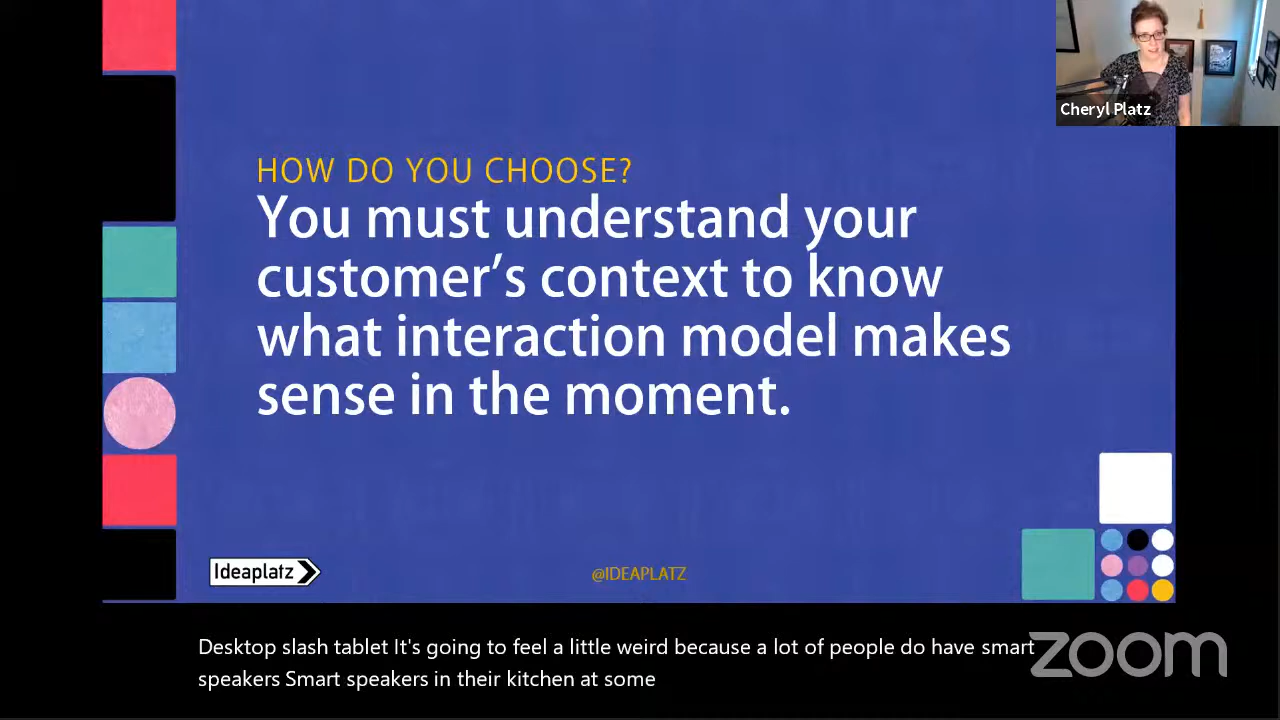 Cheryl Platz
HOW DO YOU CHOOSE?
You must understand your
customer’s context to know
what interaction model makes
sense in the moment.
Ideaplatz
@IDEAPLATZ
Desktop slash tablet It's going to feel a little weird because a lot of people do have smart
speakers Smart speakers in their kitchen at some
zoom